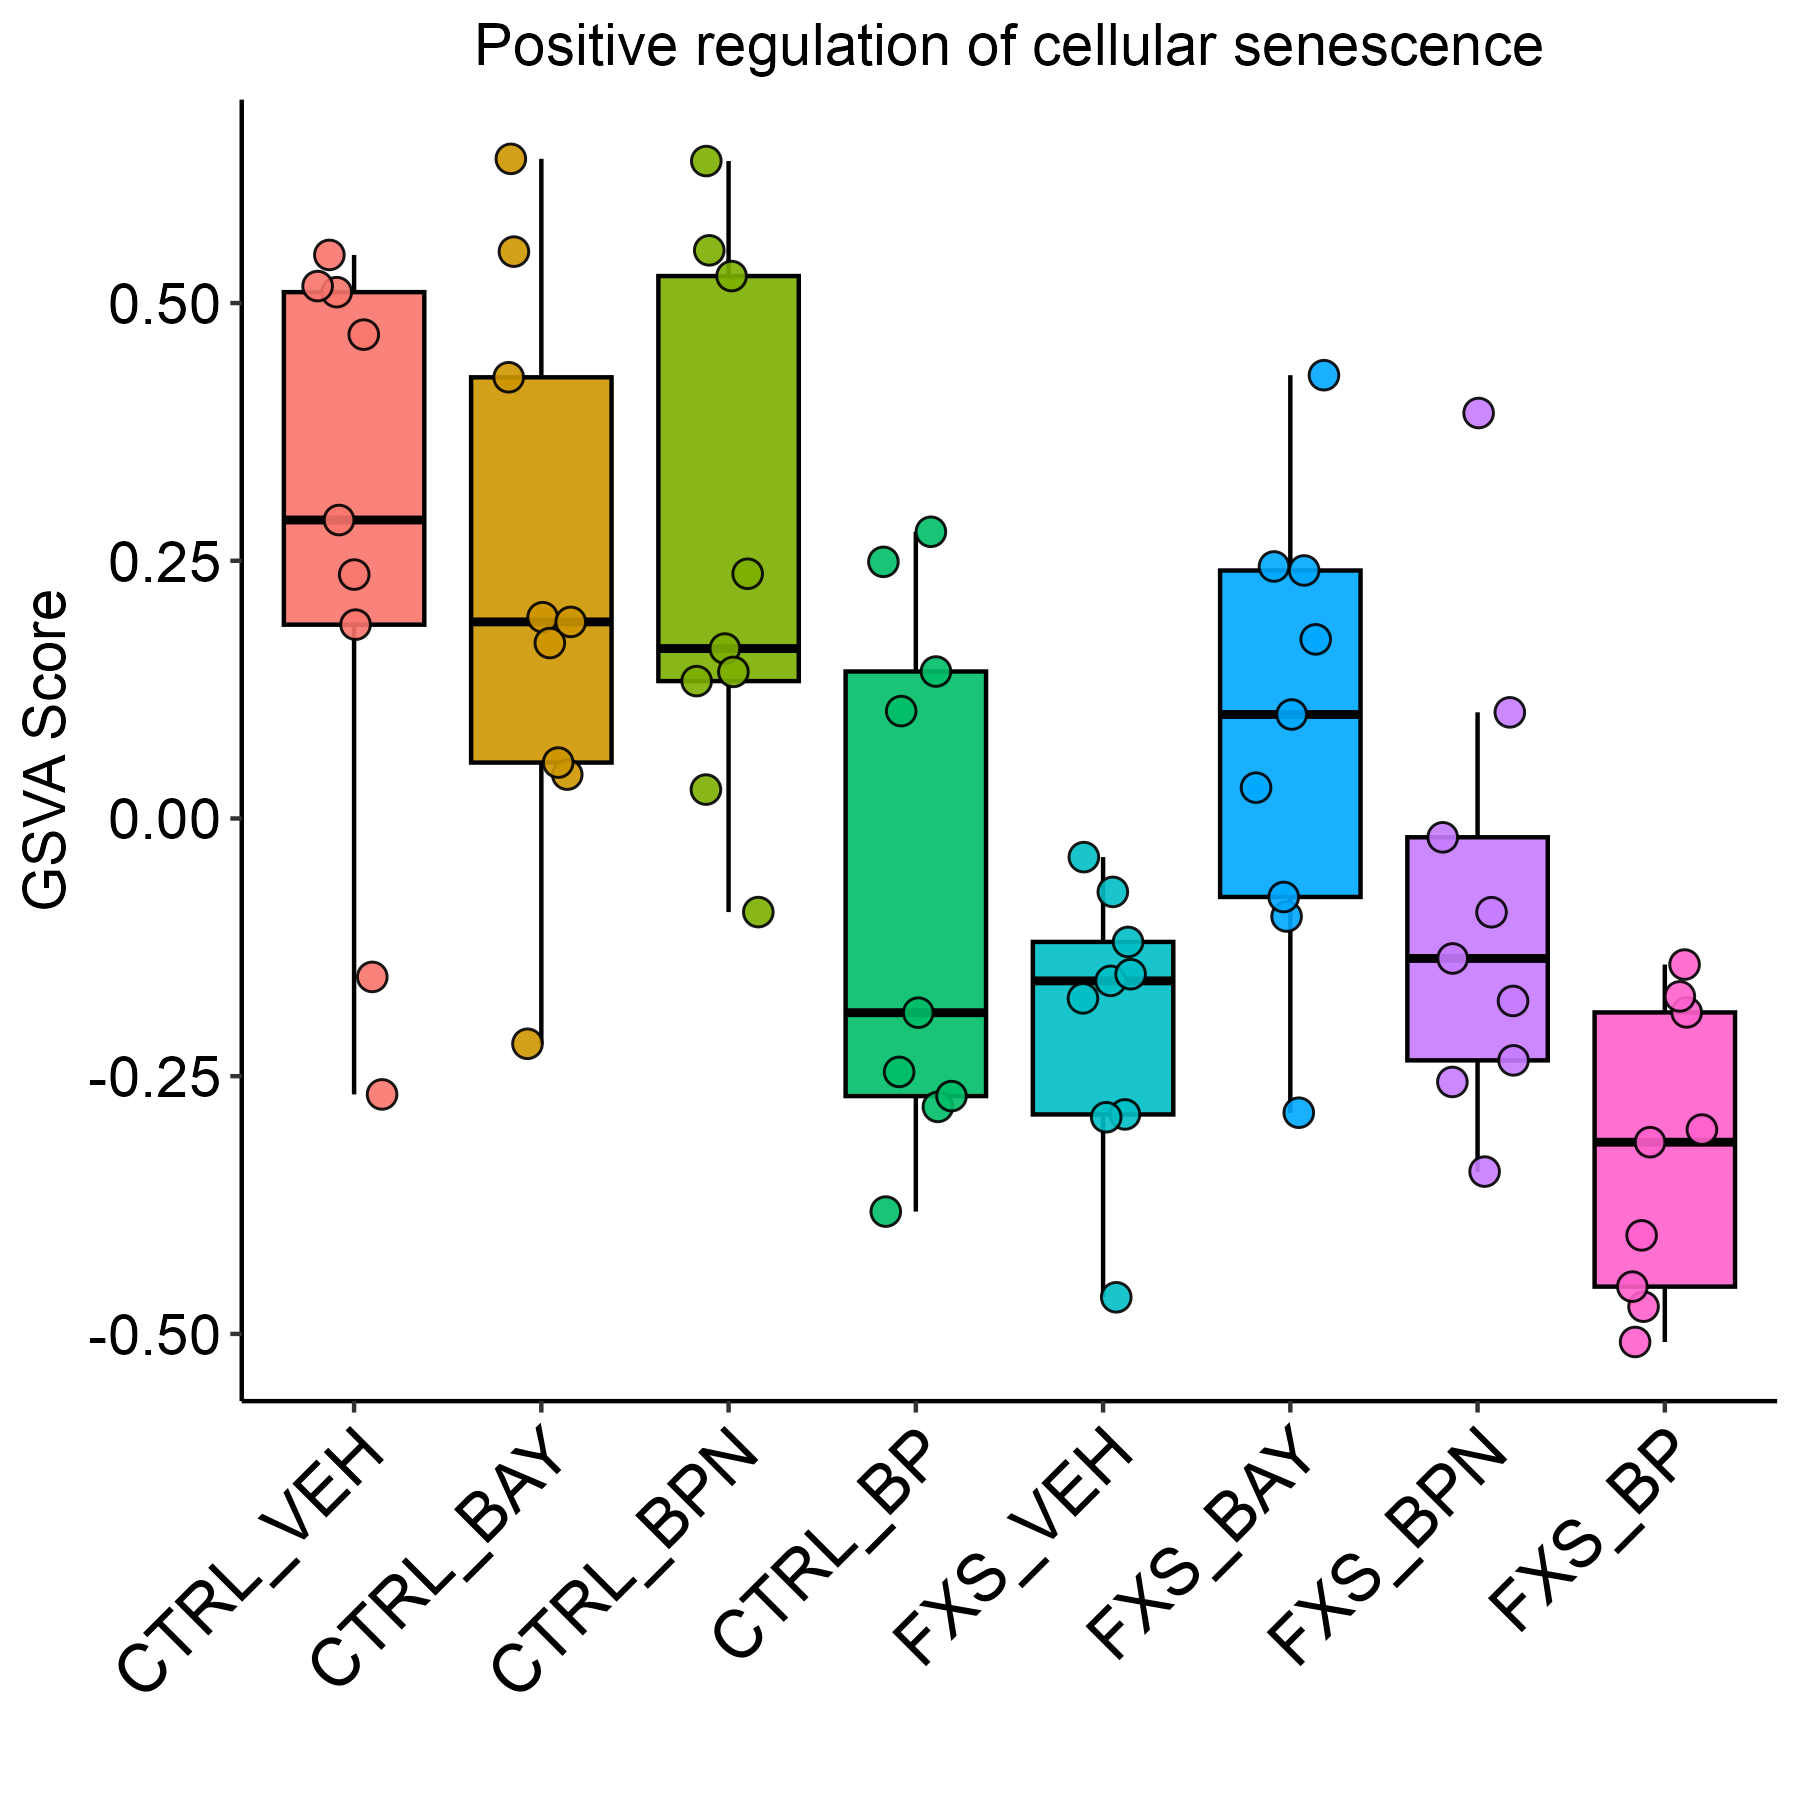 Positive regulation of cellular senescence
GSVA Score
0.50
0.25
0.00
-0.25
-0.50
CTRL_VEH
CTRL_BAY
CTRL_BPN
CTRL_BP
FXS_VEH
FXS_BAY
FXS_BPN
FXS_BP